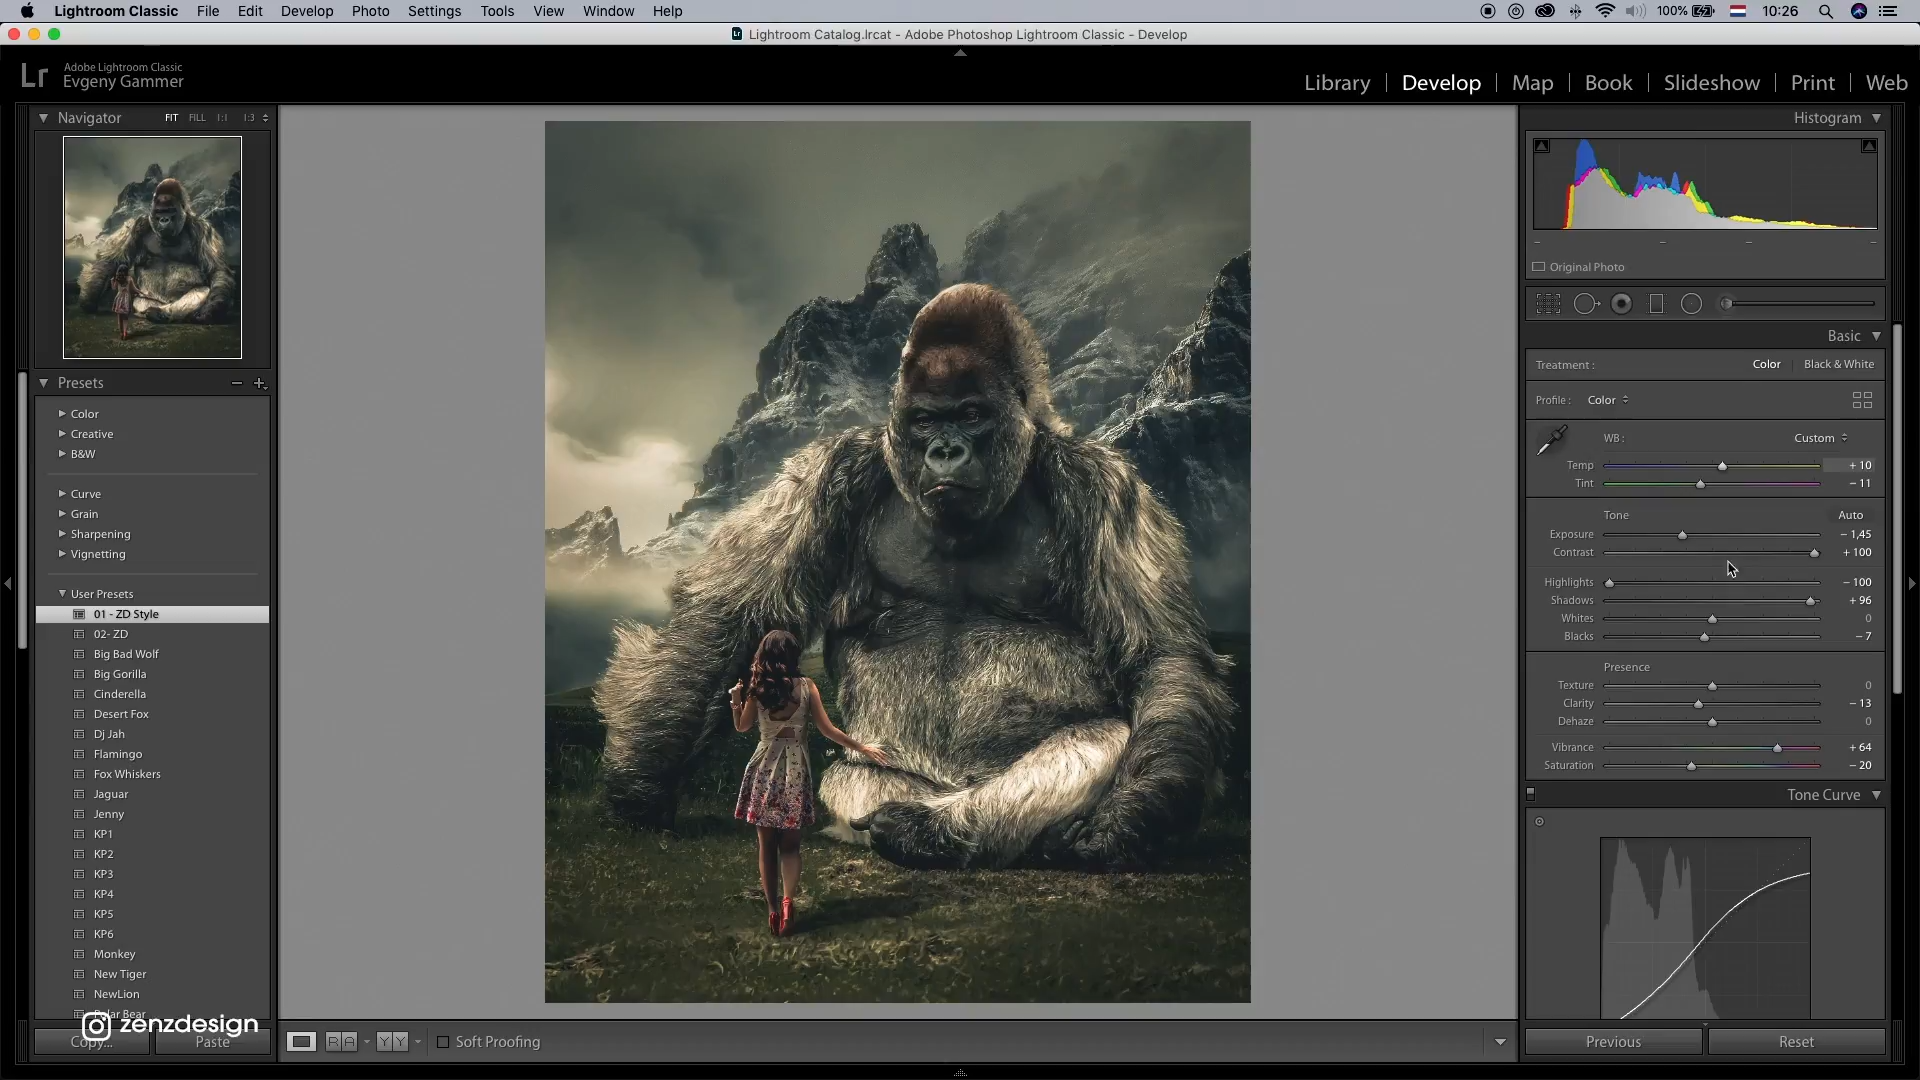 Lightroom Classic File Edit Develop Photo Settings Tools View Window Help 100% 10:26
Lightroom Catalog.lrcat - Adobe Photoshop Lightroom Classic - Develop
Lr Adobe Lightroom Classic
Evgeny Gammer
Library | Develop | Map | Book | Slideshow | Print | Web
Navigator FIT FILL 1:1 1:3
Presets
Color
Creative
B&W
Curve
Grain
Sharpening
Vignetting
User Presets
01 - ZD Style
02- ZD
Big Bad Wolf
Big Gorilla
Cinderella
Desert Fox
Dj Jah
Flamingo
Fox Whiskers
Jaguar
Jenny
KP1
KP2
KP3
KP4
KP5
KP6
Monkey
New Tiger
NewLion
Polar Bear
zenzdesign
Copy... Paste
R A Y Y Soft Proofing
Histogram
Original Photo
Basic
Treatment : Color | Black & White
Profile : Color
WB : Custom
Temp + 10
Tint − 11
Tone Auto
Exposure − 1,45
Contrast + 100
Highlights − 100
Shadows + 96
Whites 0
Blacks − 7
Presence
Texture 0
Clarity − 13
Dehaze 0
Vibrance + 64
Saturation − 20
Tone Curve
Previous Reset